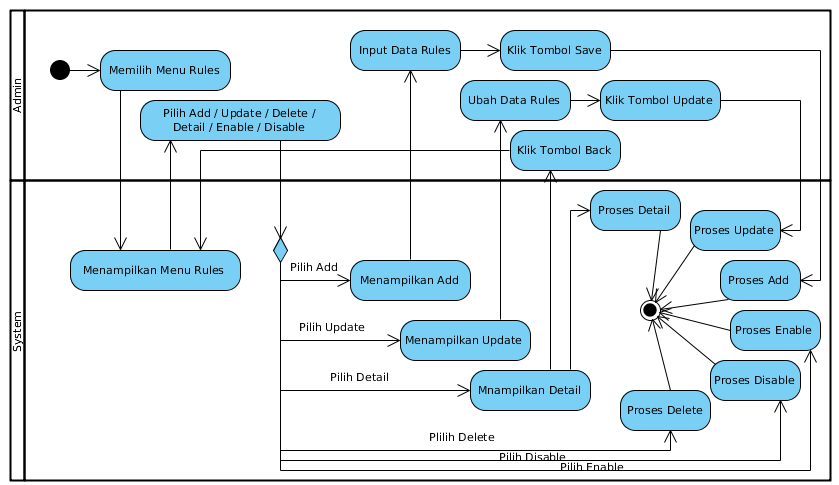 Admin
Memilih Menu Rules
Pilih Add / Update / Delete /
Detail / Enable / Disable
Input Data Rules
Klik Tombol Save
Ubah Data Rules
Klik Tombol Update
Klik Tombol Back
System
Menampilkan Menu Rules
Pilih Add
Menampilkan Add
Pilih Update
Menampilkan Update
Pilih Detail
Mnampilkan Detail
Proses Detail
Proses Update
Proses Add
Proses Enable
Proses Disable
Proses Delete
Plilih Delete
Pilih Disable
Pilih Enable